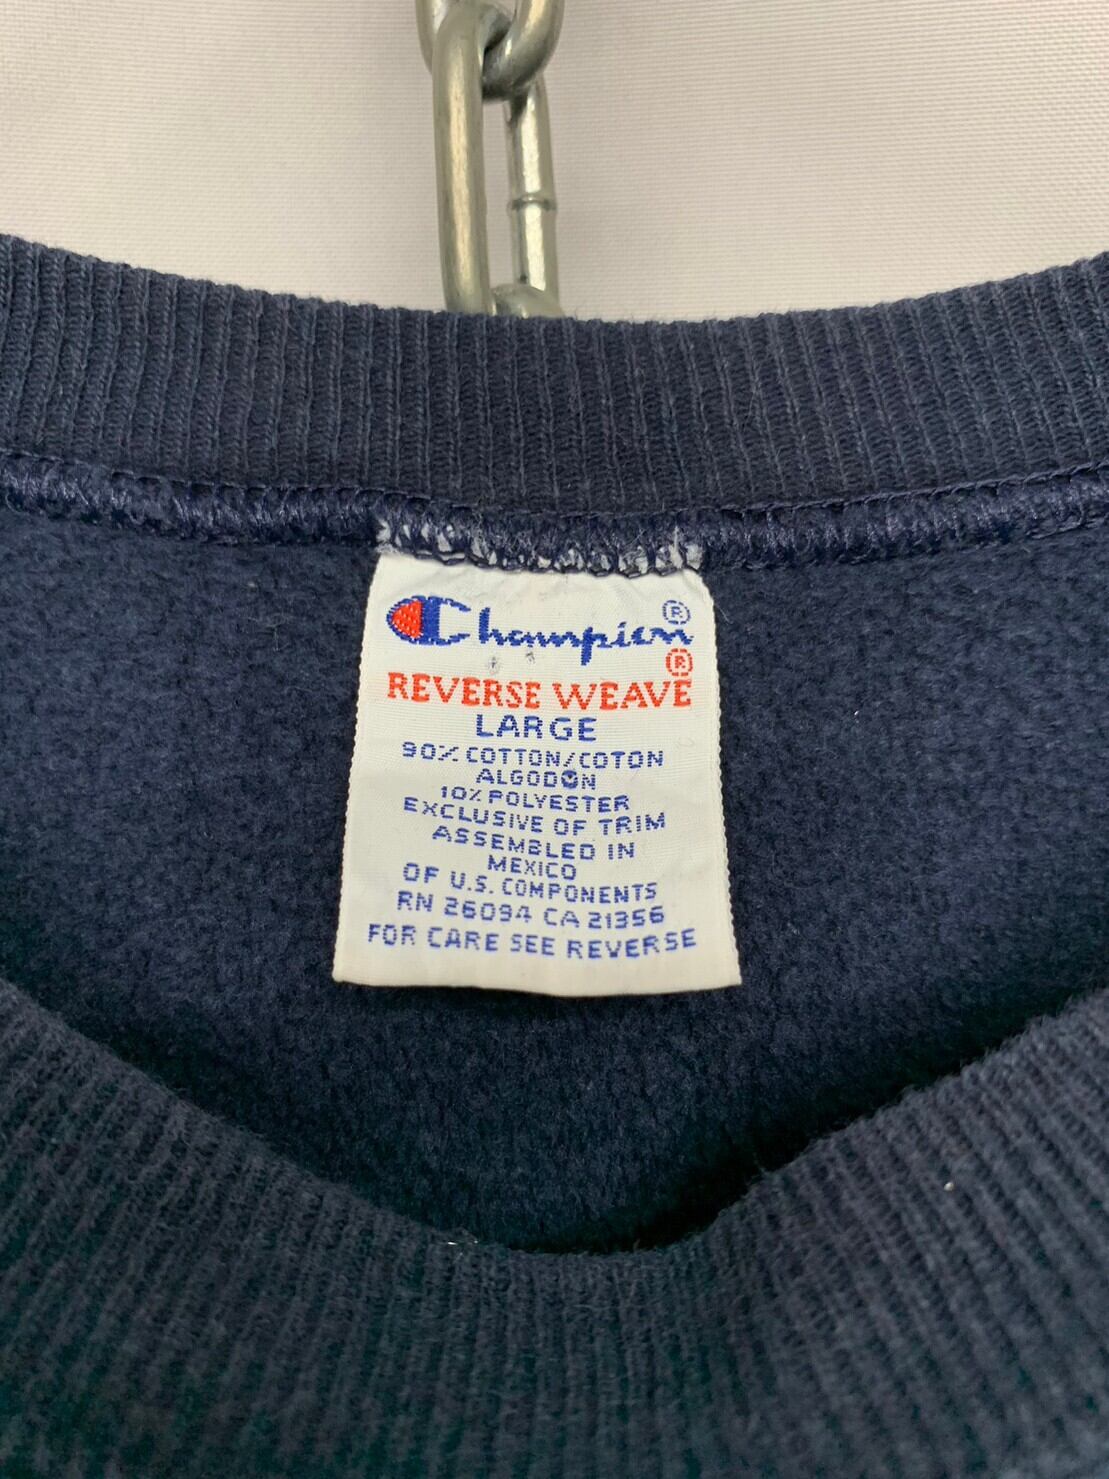 Champion ®
REVERSE WEAVE ®
LARGE
90% COTTON/COTON
ALGODON
10% POLYESTER
EXCLUSIVE OF TRIM
ASSEMBLED IN
MEXICO
OF U.S. COMPONENTS
RN 26094 CA 21356
FOR CARE SEE REVERSE